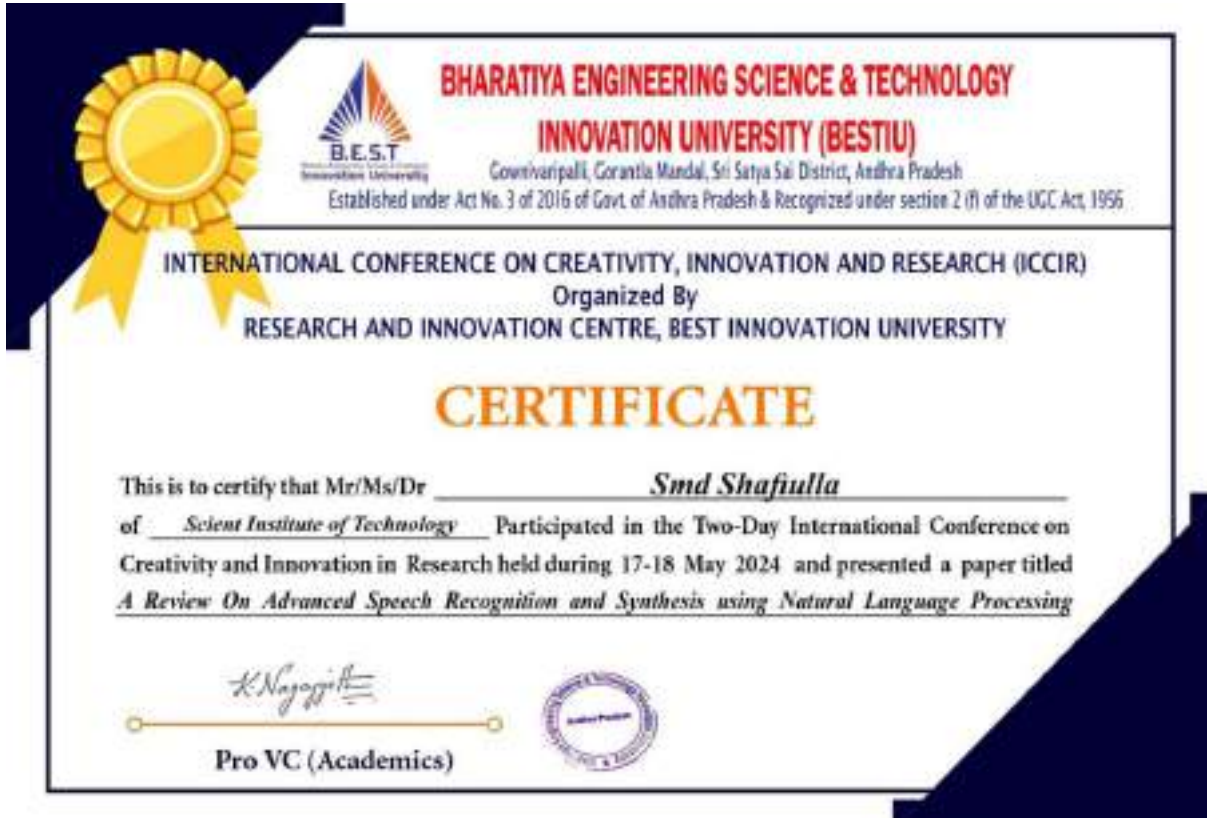 B.E.S.T
Innovation University
BHARATIYA ENGINEERING SCIENCE & TECHNOLOGY
INNOVATION UNIVERSITY (BESTIU)
Gownivaripalli, Gorantla Mandal, Sri Satya Sai District, Andhra Pradesh
Established under Act No. 3 of 2016 of Govt. of Andhra Pradesh & Recognized under section 2 (f) of the UGC Act, 1956
INTERNATIONAL CONFERENCE ON CREATIVITY, INNOVATION AND RESEARCH (ICCIR)
Organized By
RESEARCH AND INNOVATION CENTRE, BEST INNOVATION UNIVERSITY
CERTIFICATE
This is to certify that Mr/Ms/Dr Smd Shafiulla
of Scient Institute of Technology Participated in the Two-Day International Conference on
Creativity and Innovation in Research held during 17-18 May 2024 and presented a paper titled
A Review On Advanced Speech Recognition and Synthesis using Natural Language Processing
Pro VC (Academics)
Andhra Pradesh